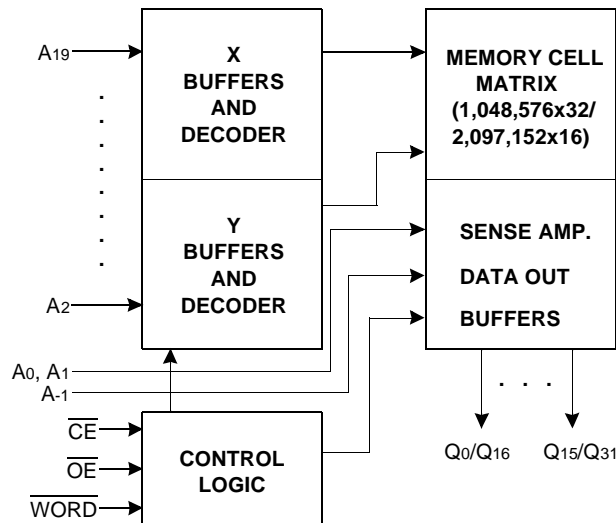 A19
X
BUFFERS
AND
DECODER
MEMORY CELL
MATRIX
(1,048,576x32/
2,097,152x16)
Y
BUFFERS
AND
DECODER
A2
SENSE AMP.
DATA OUT
BUFFERS
A0, A1
A-1
CE
OE
WORD
CONTROL
LOGIC
Q0/Q16
Q15/Q31